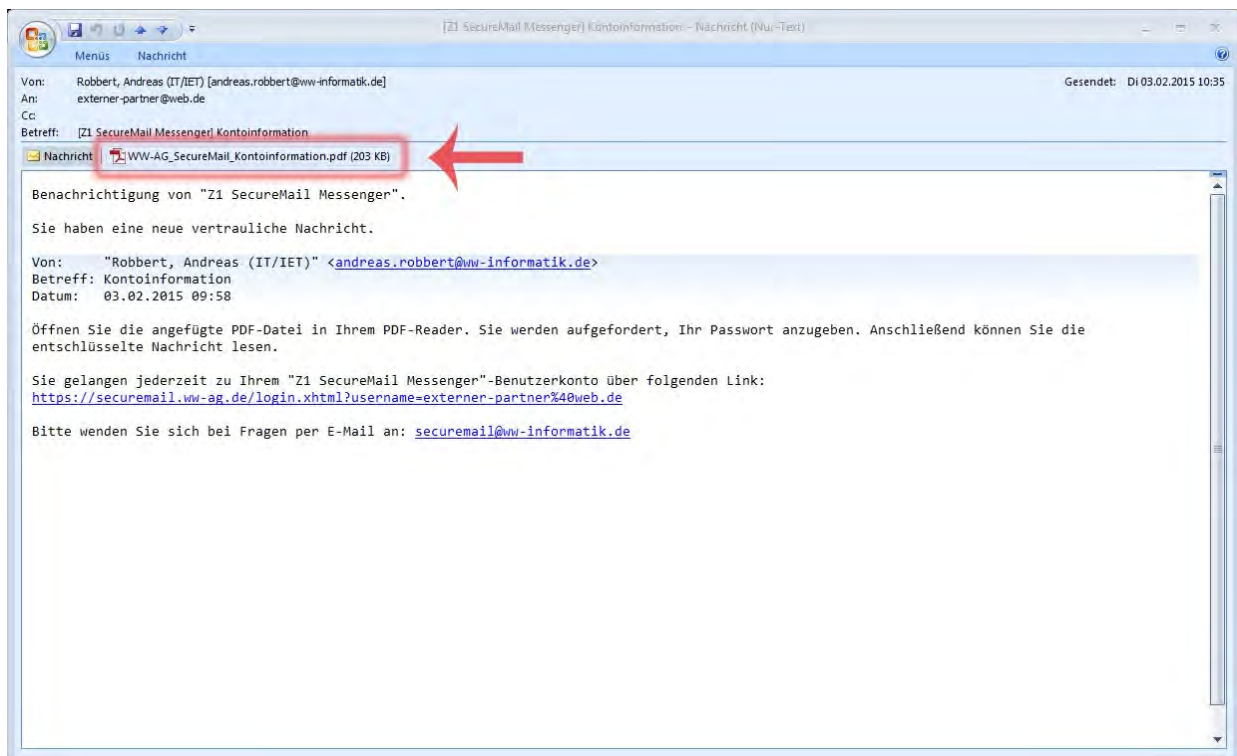 [Z1 SecureMail Messenger] Kontoinformation - Nachricht (Nur-Text)
Menüs Nachricht
Von: Robbert, Andreas (IT/IET) [andreas.robbert@ww-informatik.de] Gesendet: Di 03.02.2015 10:35
An: externer-partner@web.de
Cc:
Betreff: [Z1 SecureMail Messenger] Kontoinformation
Nachricht WW-AG_SecureMail_Kontoinformation.pdf (203 KB)
Benachrichtigung von "Z1 SecureMail Messenger".
Sie haben eine neue vertrauliche Nachricht.
Von: "Robbert, Andreas (IT/IET)" <andreas.robbert@ww-informatik.de>
Betreff: Kontoinformation
Datum: 03.02.2015 09:58
Öffnen Sie die angefügte PDF-Datei in Ihrem PDF-Reader. Sie werden aufgefordert, Ihr Passwort anzugeben. Anschließend können Sie die
entschlüsselte Nachricht lesen.
Sie gelangen jederzeit zu Ihrem "Z1 SecureMail Messenger"-Benutzerkonto über folgenden Link:
https://securemail.ww-ag.de/login.xhtml?username=externer-partner%40web.de
Bitte wenden Sie sich bei Fragen per E-Mail an: securemail@ww-informatik.de